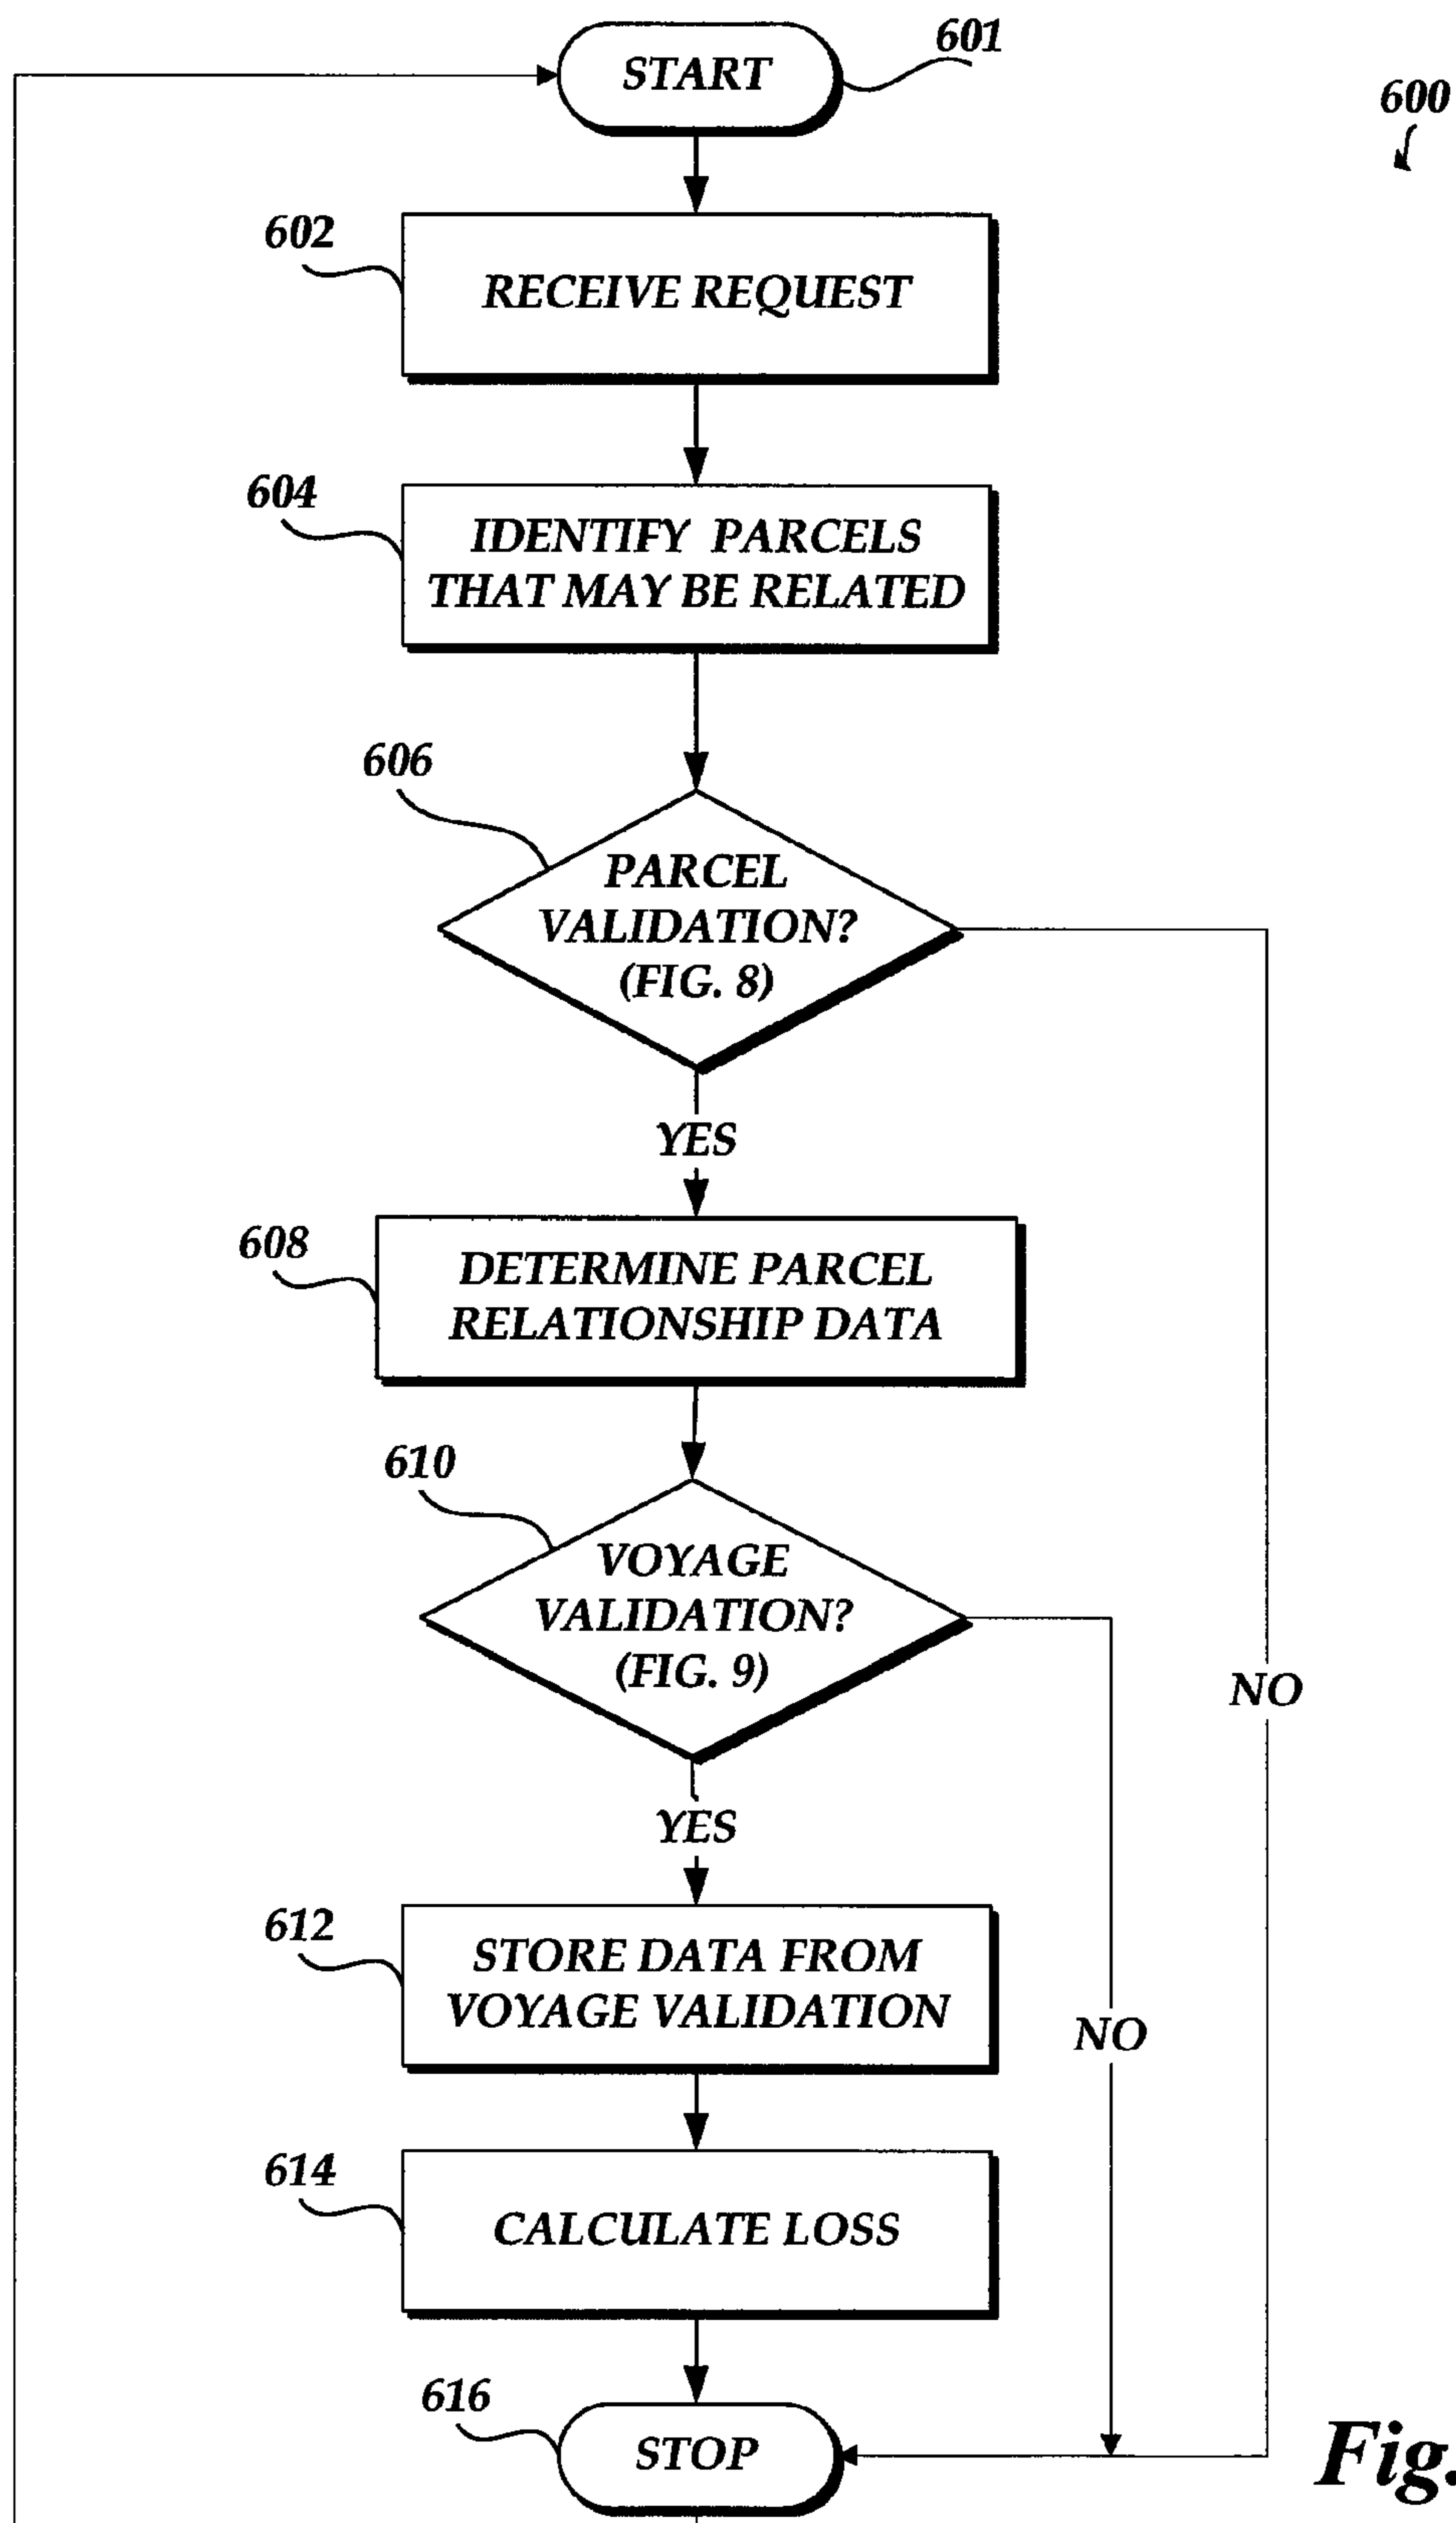 START
601
600
602
RECEIVE REQUEST
604
IDENTIFY PARCELS
THAT MAY BE RELATED
606
PARCEL
VALIDATION?
(FIG. 8)
YES
608
DETERMINE PARCEL
RELATIONSHIP DATA
610
VOYAGE
VALIDATION?
(FIG. 9)
NO
YES
612
STORE DATA FROM
VOYAGE VALIDATION
NO
614
CALCULATE LOSS
616
STOP
Fig.